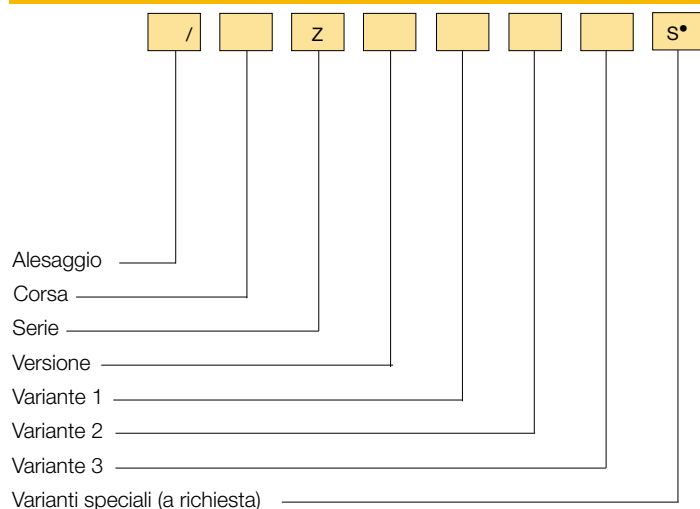 / Z S•
Alesaggio
Corsa
Serie
Versione
Variante 1
Variante 2
Variante 3
Varianti speciali (a richiesta)